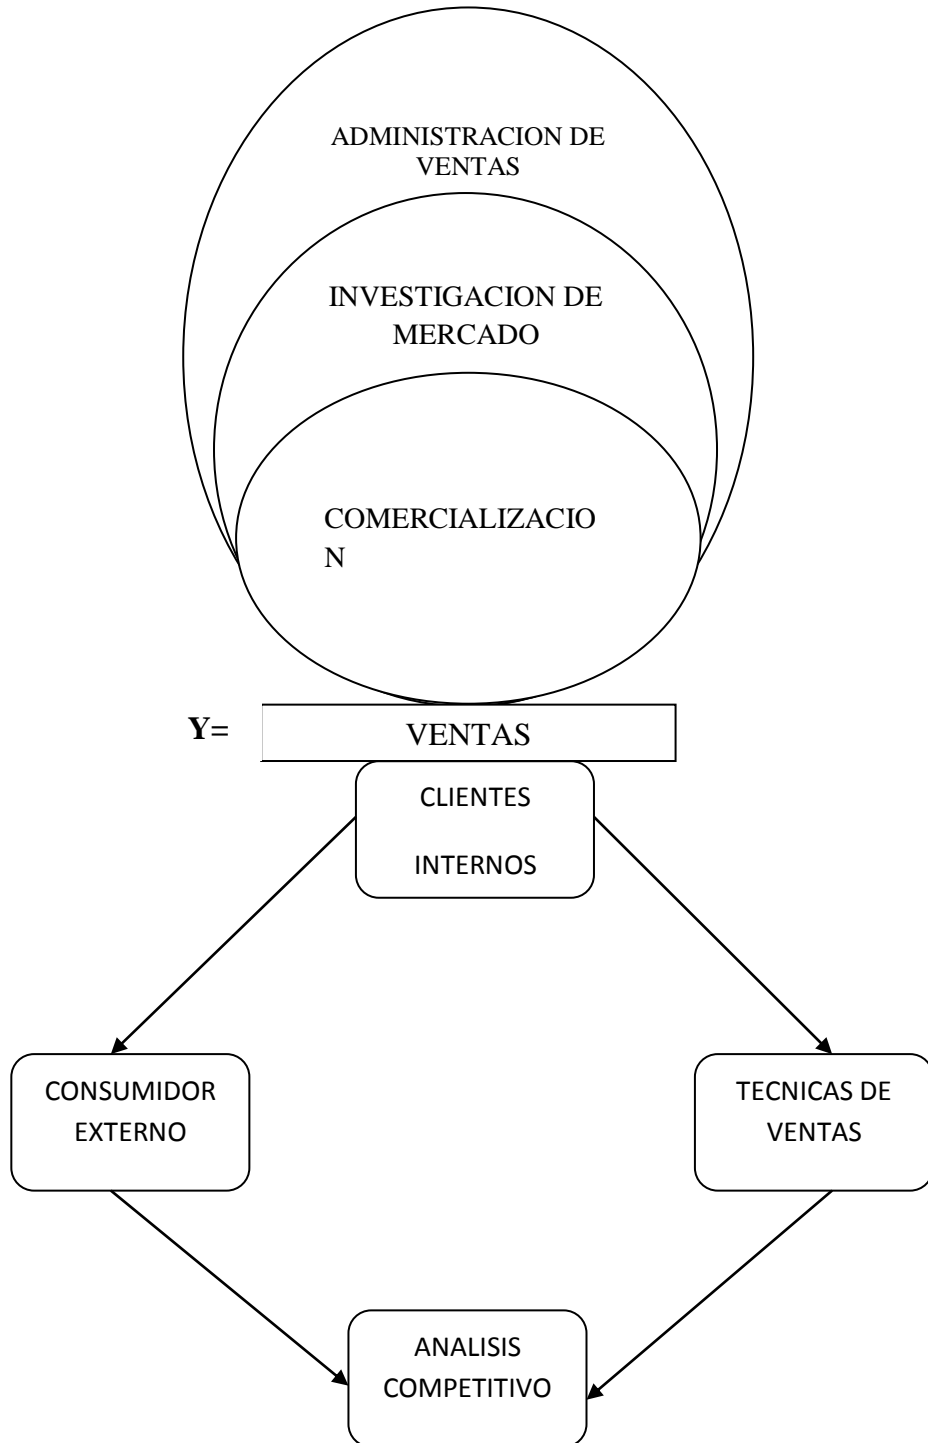 ADMINISTRACION DE
VENTAS
INVESTIGACION DE
MERCADO
COMERCIALIZACIO
N
Y=
VENTAS
CLIENTES
INTERNOS
CONSUMIDOR
EXTERNO
TECNICAS DE
VENTAS
ANALISIS
COMPETITIVO